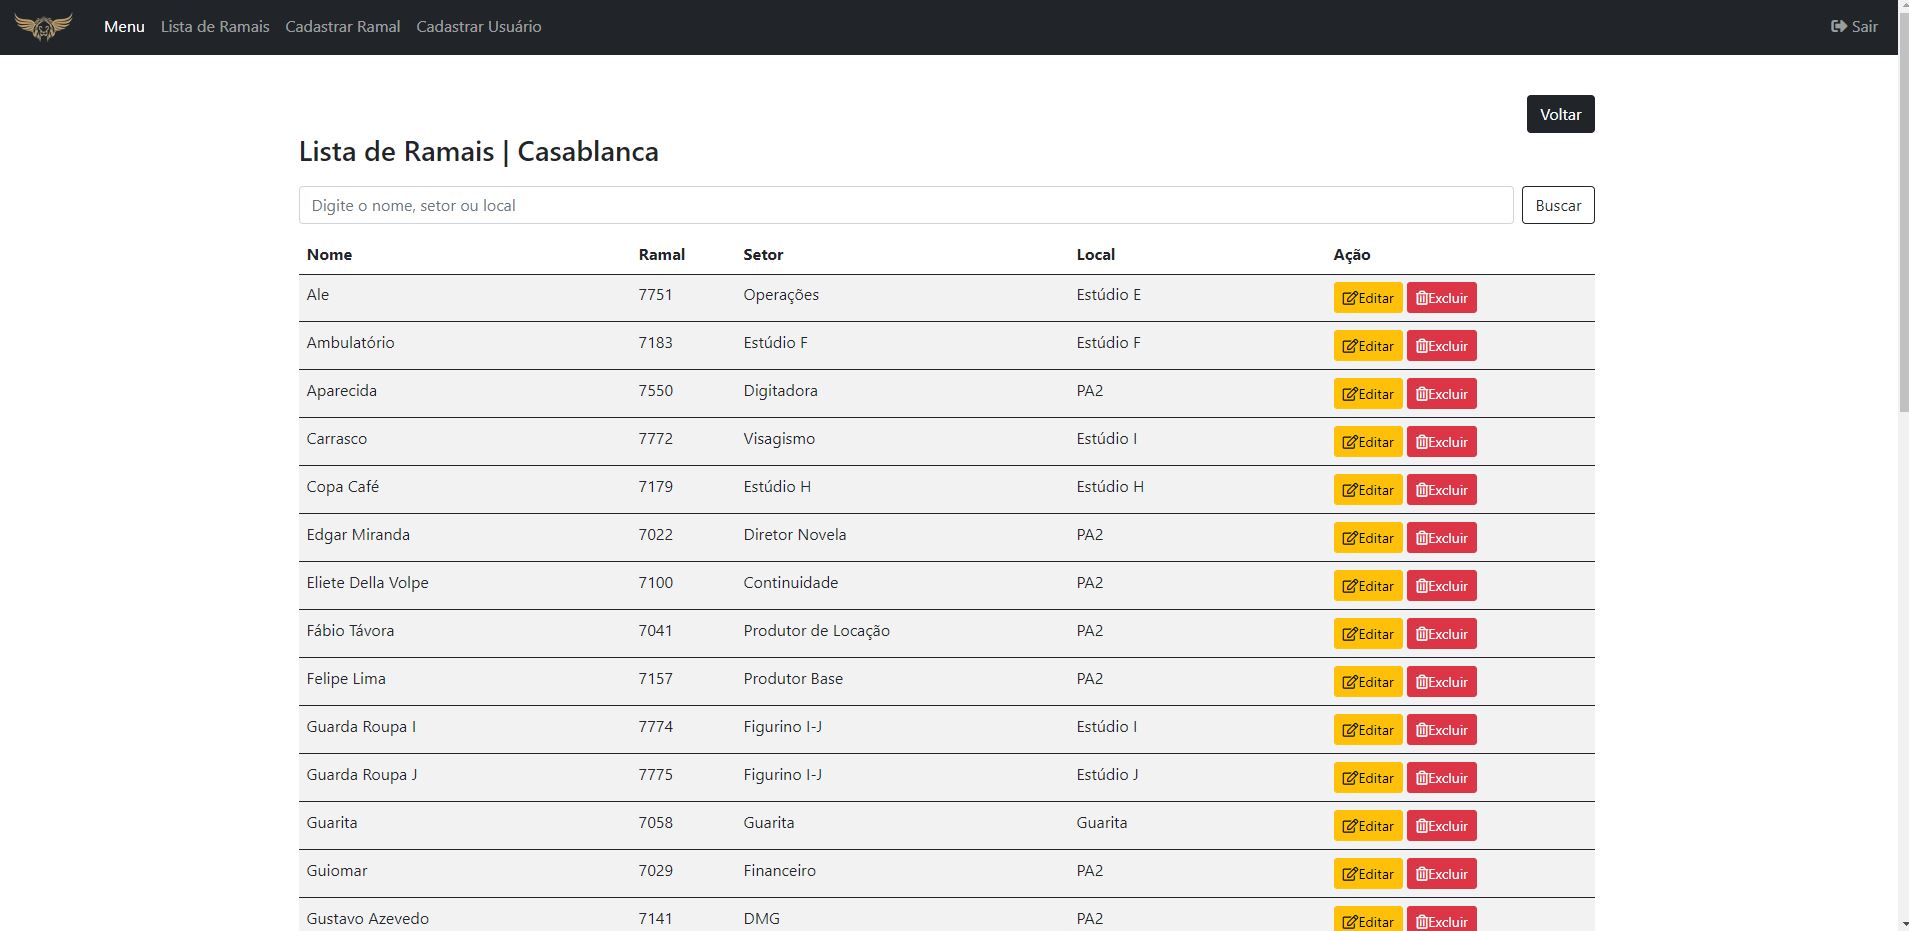 Menu Lista de Ramais Cadastrar Ramal Cadastrar Usuário Sair
Voltar
Lista de Ramais | Casablanca
Digite o nome, setor ou local Buscar
Nome Ramal Setor Local Ação
Ale 7751 Operações Estúdio E Editar Excluir
Ambulatório 7183 Estúdio F Estúdio F Editar Excluir
Aparecida 7550 Digitadora PA2 Editar Excluir
Carrasco 7772 Visagismo Estúdio I Editar Excluir
Copa Café 7179 Estúdio H Estúdio H Editar Excluir
Edgar Miranda 7022 Diretor Novela PA2 Editar Excluir
Eliete Della Volpe 7100 Continuidade PA2 Editar Excluir
Fábio Távora 7041 Produtor de Locação PA2 Editar Excluir
Felipe Lima 7157 Produtor Base PA2 Editar Excluir
Guarda Roupa I 7774 Figurino I-J Estúdio I Editar Excluir
Guarda Roupa J 7775 Figurino I-J Estúdio J Editar Excluir
Guarita 7058 Guarita Guarita Editar Excluir
Guiomar 7029 Financeiro PA2 Editar Excluir
Gustavo Azevedo 7141 DMG PA2 Editar Excluir